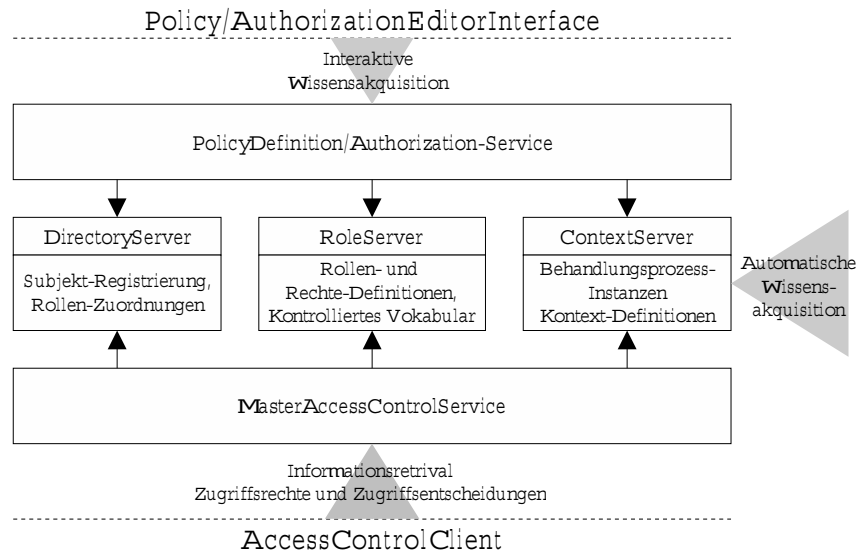 Policy/AuthorizationEditorInterface
Interaktive
Wissensakquisition
PolicyDefinition/Authorization-Service
DirectoryServer
Subjekt-Registrierung,
Rollen-Zuordnungen
RoleServer
Rollen- und
Rechte-Definitionen,
Kontrolliertes Vokabular
ContextServer
Behandlungsprozess-
Instanzen
Kontext-Definitionen
Automatische
Wissens-
akquisition
MasterAccessControlService
Informationsretrival
Zugriffsrechte und Zugriffsentscheidungen
AccessControlClient